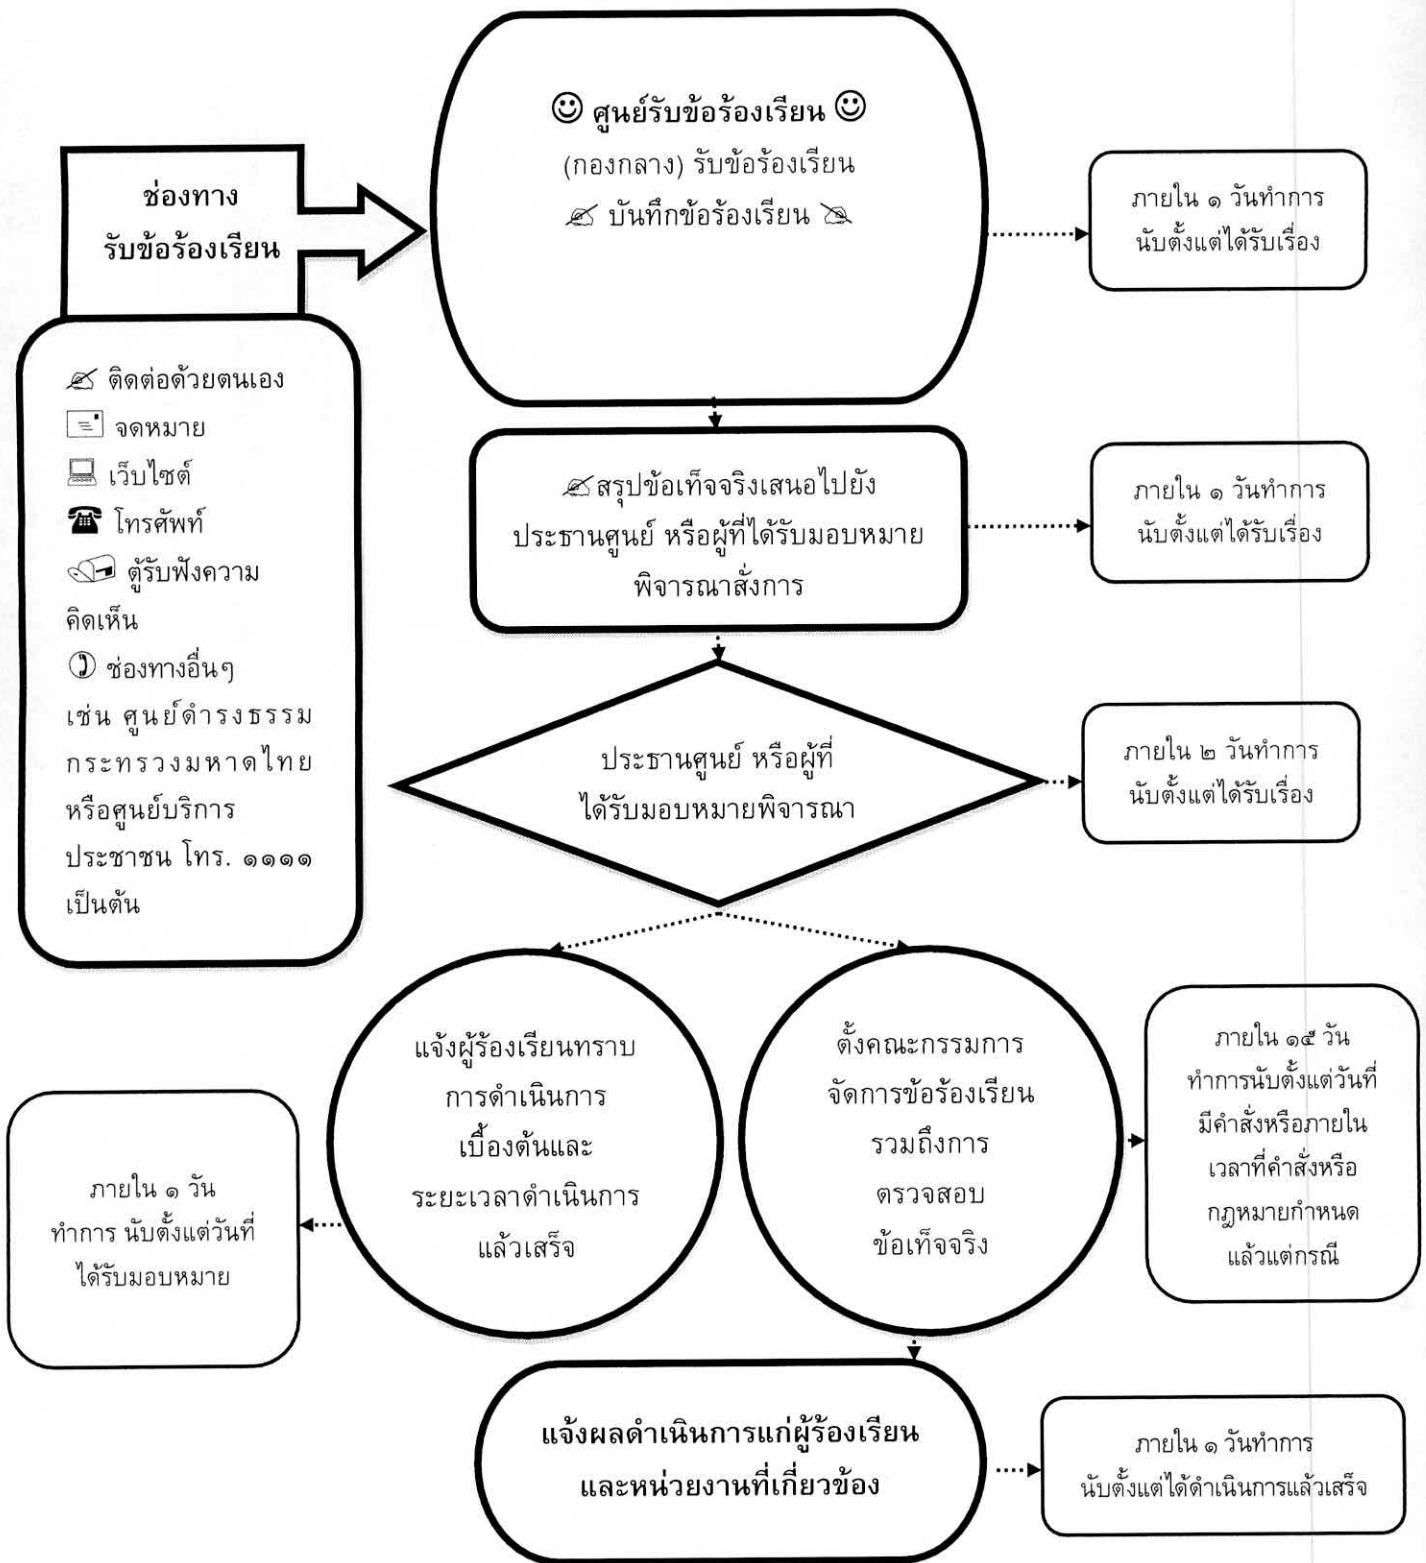 ช่องทาง
รับข้อร้องเรียน
ติดต่อด้วยตนเอง
จดหมาย
เว็บไซต์
โทรศัพท์
ตู้รับฟังความ
คิดเห็น
ช่องทางอื่นๆ
เช่น ศูนย์ดำรงธรรม
กระทรวงมหาดไทย
หรือศูนย์บริการ
ประชาชน โทร. ๑๑๑๑
เป็นต้น
ศูนย์รับข้อร้องเรียน
(กองกลาง) รับข้อร้องเรียน
บันทึกข้อร้องเรียน
ภายใน ๑ วันทำการ
นับตั้งแต่ได้รับเรื่อง
สรุปข้อเท็จจริงเสนอไปยัง
ประธานศูนย์ หรือผู้ที่ได้รับมอบหมาย
พิจารณาสั่งการ
ภายใน ๑ วันทำการ
นับตั้งแต่ได้รับเรื่อง
ประธานศูนย์ หรือผู้ที่
ได้รับมอบหมายพิจารณา
ภายใน ๒ วันทำการ
นับตั้งแต่ได้รับเรื่อง
แจ้งผู้ร้องเรียนทราบ
การดำเนินการ
เบื้องต้นและ
ระยะเวลาดำเนินการ
แล้วเสร็จ
ภายใน ๑ วัน
ทำการ นับตั้งแต่วันที่
ได้รับมอบหมาย
ตั้งคณะกรรมการ
จัดการข้อร้องเรียน
รวมถึงการ
ตรวจสอบ
ข้อเท็จจริง
ภายใน ๑๕ วัน
ทำการนับตั้งแต่วันที่
มีคำสั่งหรือภายใน
เวลาที่คำสั่งหรือ
กฎหมายกำหนด
แล้วแต่กรณี
แจ้งผลดำเนินการแก่ผู้ร้องเรียน
และหน่วยงานที่เกี่ยวข้อง
ภายใน ๑ วันทำการ
นับตั้งแต่ได้ดำเนินการแล้วเสร็จ